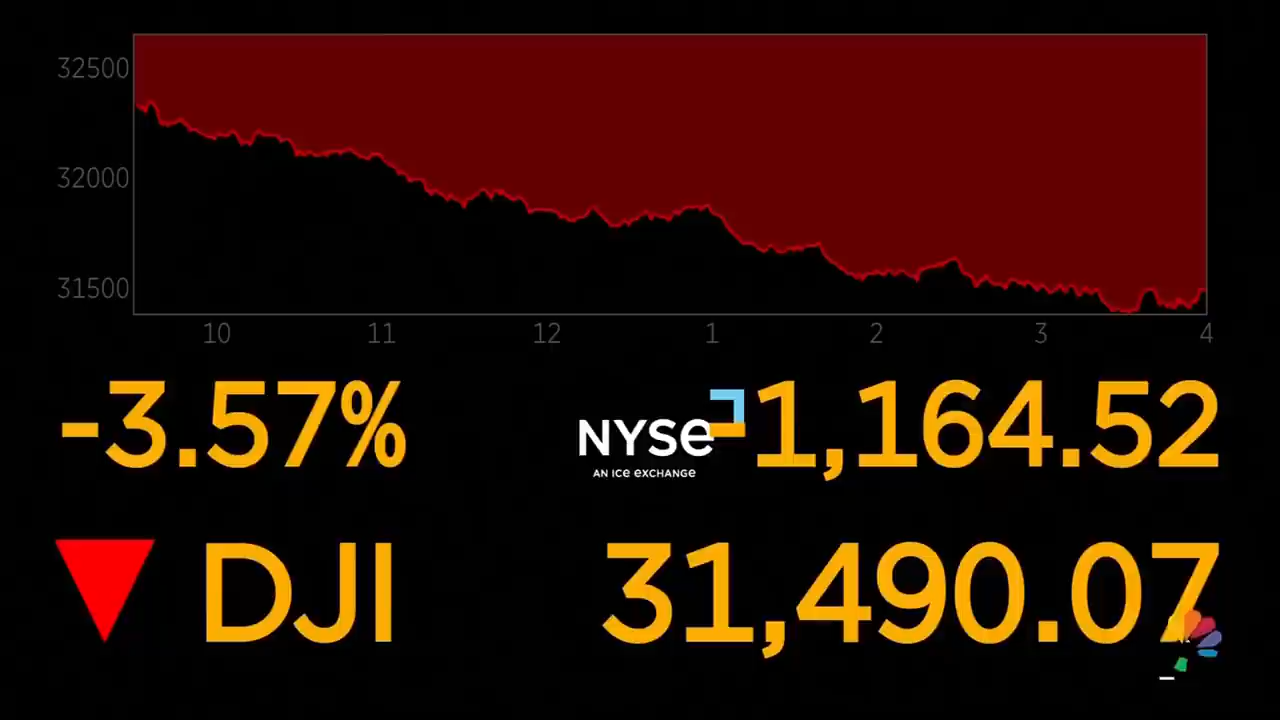 32500
32000
31500
10 11 12 1 2 3 4
-3.57% -1,164.52
NYSE
AN ICE EXCHANGE
DJI 31,490.07